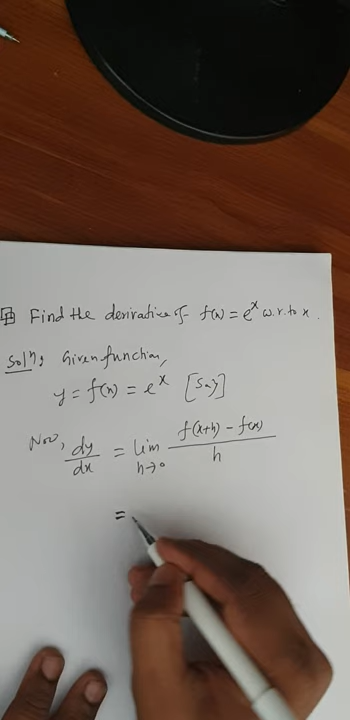 Find the derivative of f(x) = e^x w.r. to x.
Solⁿ: Given function,
y = f(x) = e^x [Say]
Now, dy/dx = lim h→0 f(x+h) - f(x) / h
=